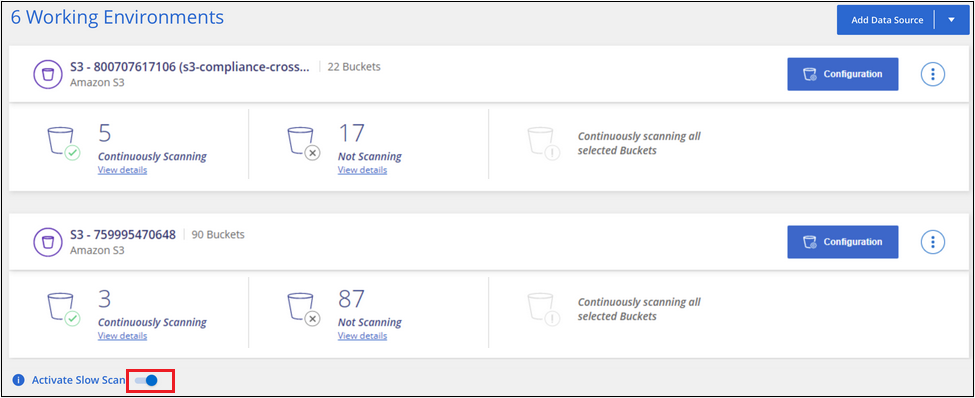 6 Working Environments
Add Data Source
S3 - 800707617106 (s3-compliance-cross... 22 Buckets
Amazon S3
Configuration
5
Continuously Scanning
View details
17
Not Scanning
View details
Continuously scanning all
selected Buckets
S3 - 759995470648 90 Buckets
Amazon S3
Configuration
3
Continuously Scanning
View details
87
Not Scanning
View details
Continuously scanning all
selected Buckets
Activate Slow Scan